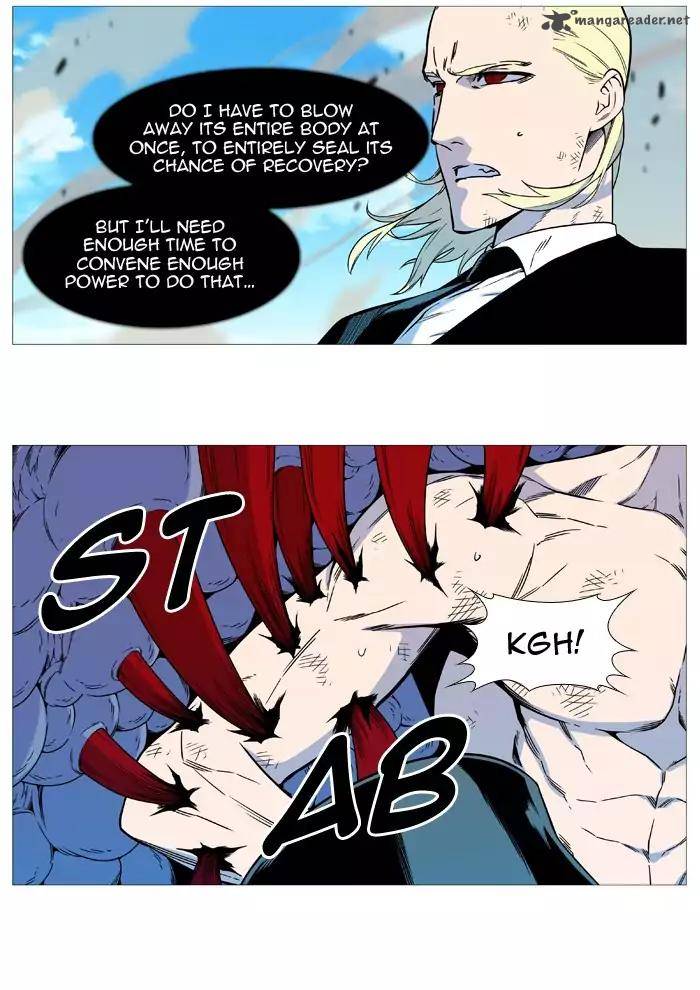 mangareader.net
DO I HAVE TO BLOW
AWAY ITS ENTIRE BODY AT
ONCE, TO ENTIRELY SEAL ITS
CHANCE OF RECOVERY?
BUT I'LL NEED
ENOUGH TIME TO
CONVENE ENOUGH
POWER TO DO THAT...
ST
KGH!
AB